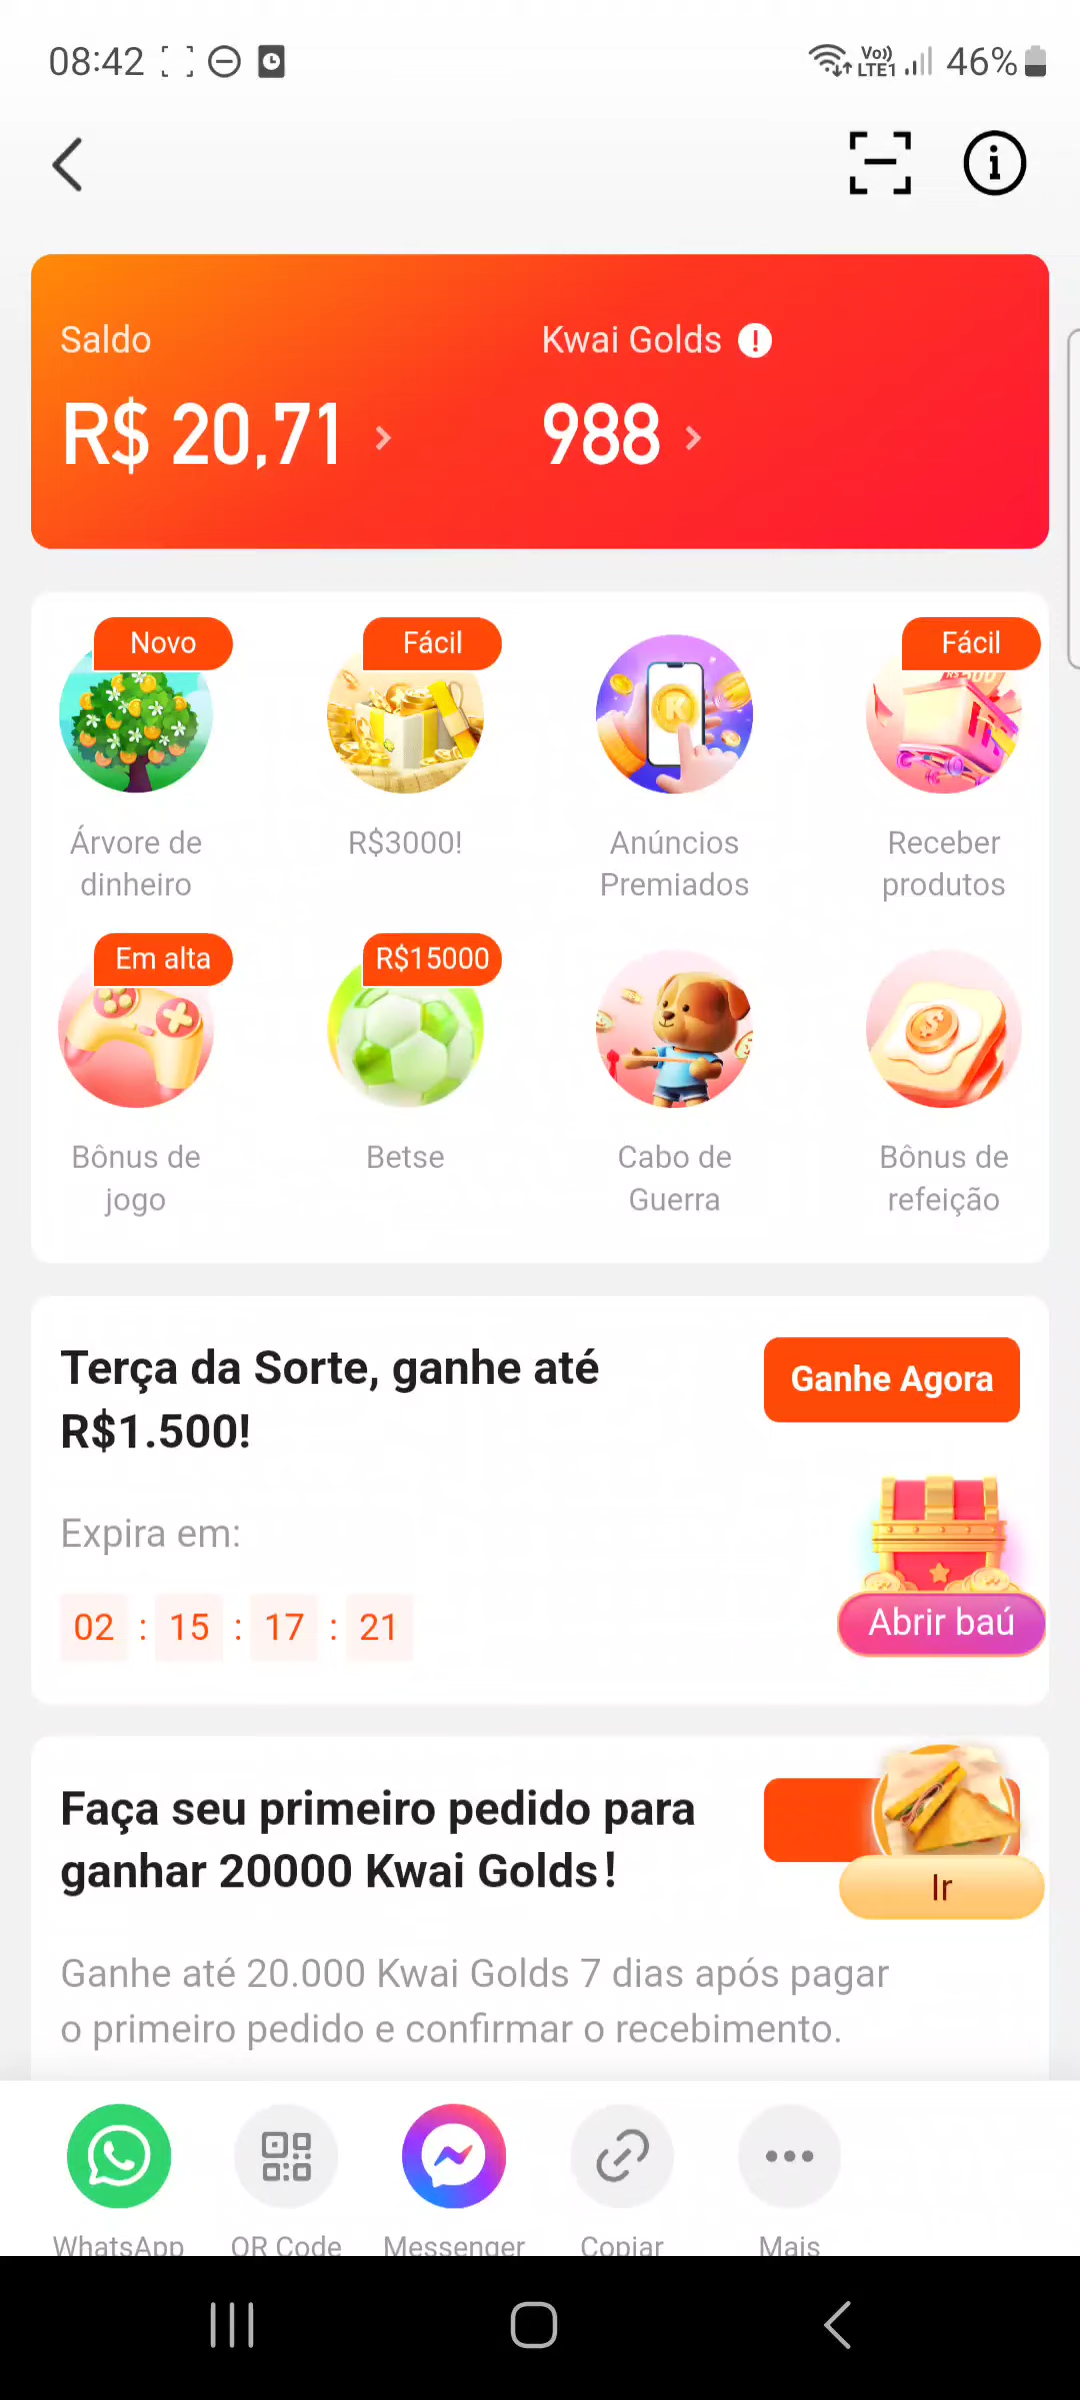 08:42
Vo))
LTE1
46%
Saldo
Kwai Golds
R$ 20,71
988
Novo
Fácil
Fácil
Árvore de
dinheiro
R$3000!
Anúncios
Premiados
Receber
produtos
Em alta
R$15000
Bônus de
jogo
Betse
Cabo de
Guerra
Bônus de
refeição
Terça da Sorte, ganhe até
R$1.500!
Ganhe Agora
Expira em:
02 : 15 : 17 : 21
Abrir baú
Faça seu primeiro pedido para
ganhar 20000 Kwai Golds!
Ir
Ganhe até 20.000 Kwai Golds 7 dias após pagar
o primeiro pedido e confirmar o recebimento.
WhatsApp
QR Code
Messenger
Copiar
Mais